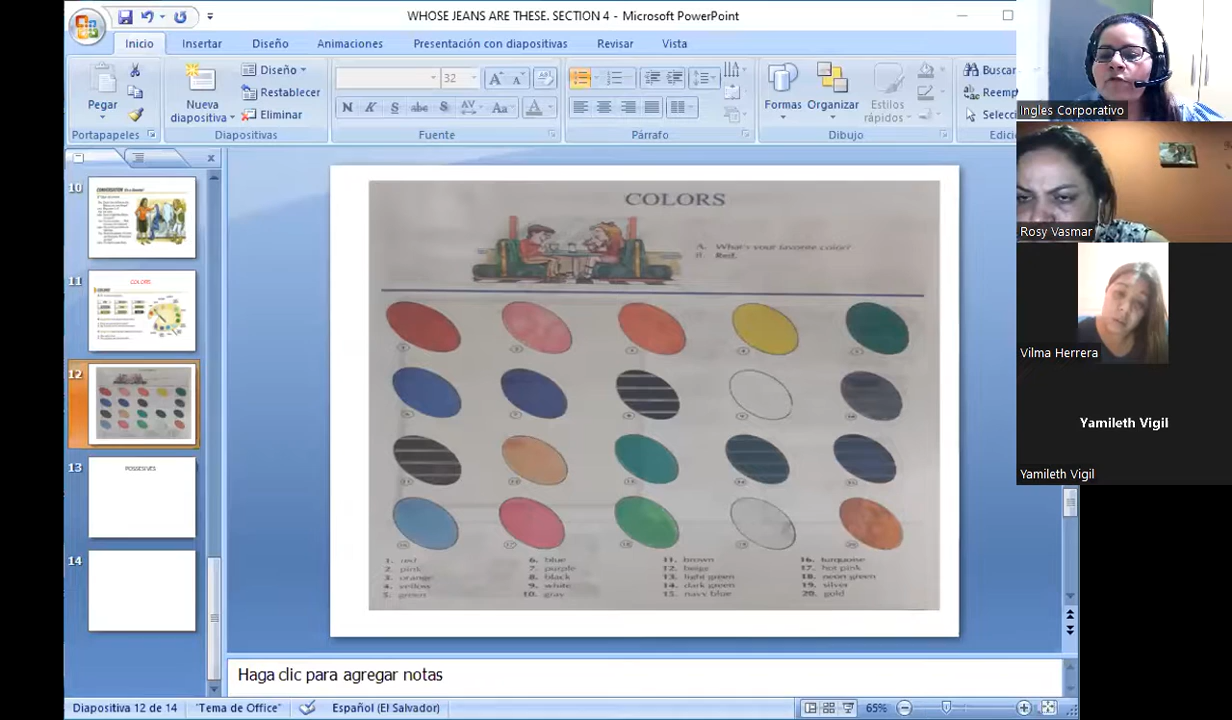 WHOSE JEANS ARE THESE. SECTION 4 - Microsoft PowerPoint
Inicio Insertar Diseño Animaciones Presentación con diapositivas Revisar Vista
Pegar
Portapapeles
Nueva
diapositiva
Diseño
Restablecer
Eliminar
Diapositivas
32
N K S abc AV Aa A
Fuente
Párrafo
Formas Organizar Estilos
rápidos
Dibujo
Buscar
Reemp
Selecci
Edici
Ingles Corporativo
Rosy Vasmar
Vilma Herrera
Yamileth Vigil
Yamileth Vigil
10
11
COLORS
12
13
POSSESIVES
14
COLORS
A. What's your favorite color?
B. Red.
1. red
2. pink
3. orange
4. yellow
5. green
6. blue
7. purple
8. black
9. white
10. gray
11. brown
12. beige
13. light green
14. dark green
15. navy blue
16. turquoise
17. hot pink
18. neon green
19. silver
20. gold
Haga clic para agregar notas
Diapositiva 12 de 14 "Tema de Office" Español (El Salvador) 65%